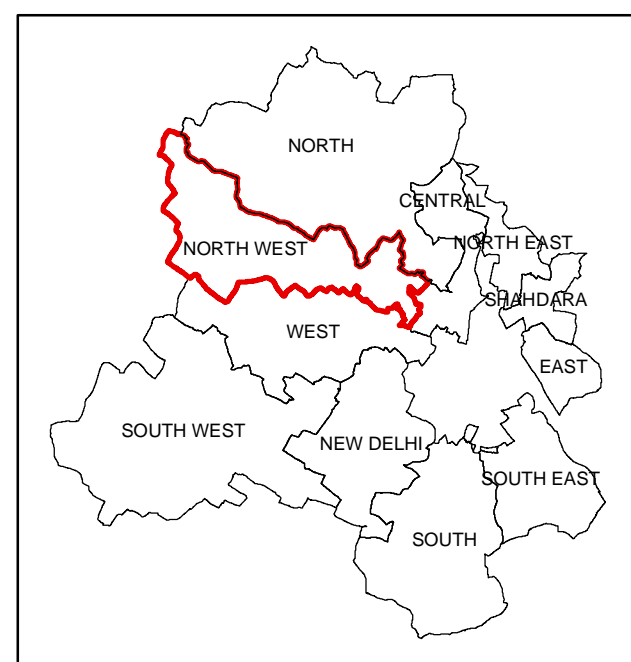 NORTH
CENTRAL
NORTH WEST
NORTH EAST
SHAHDARA
WEST
EAST
SOUTH WEST
NEW DELHI
SOUTH EAST
SOUTH